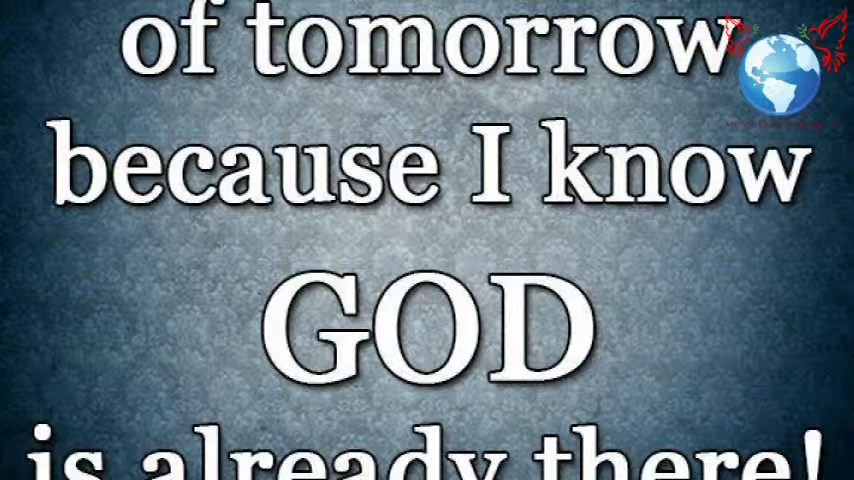 of tomorrow
because I know
GOD
is already there!